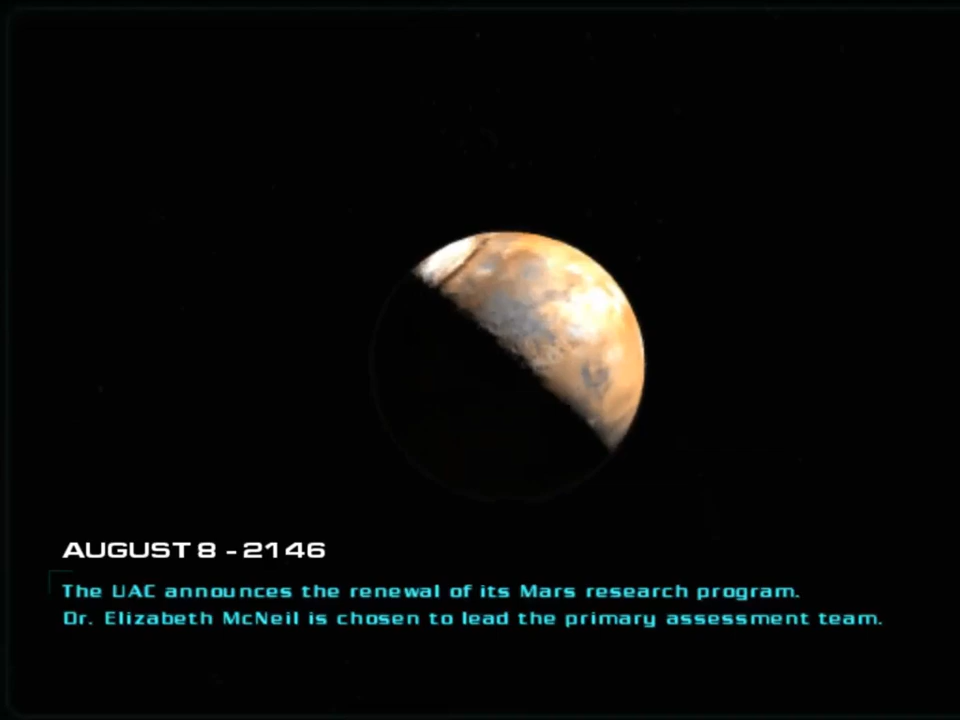 AUGUST 8 - 2146
The UAC announces the renewal of its Mars research program.
Dr. Elizabeth McNeil is chosen to lead the primary assessment team.